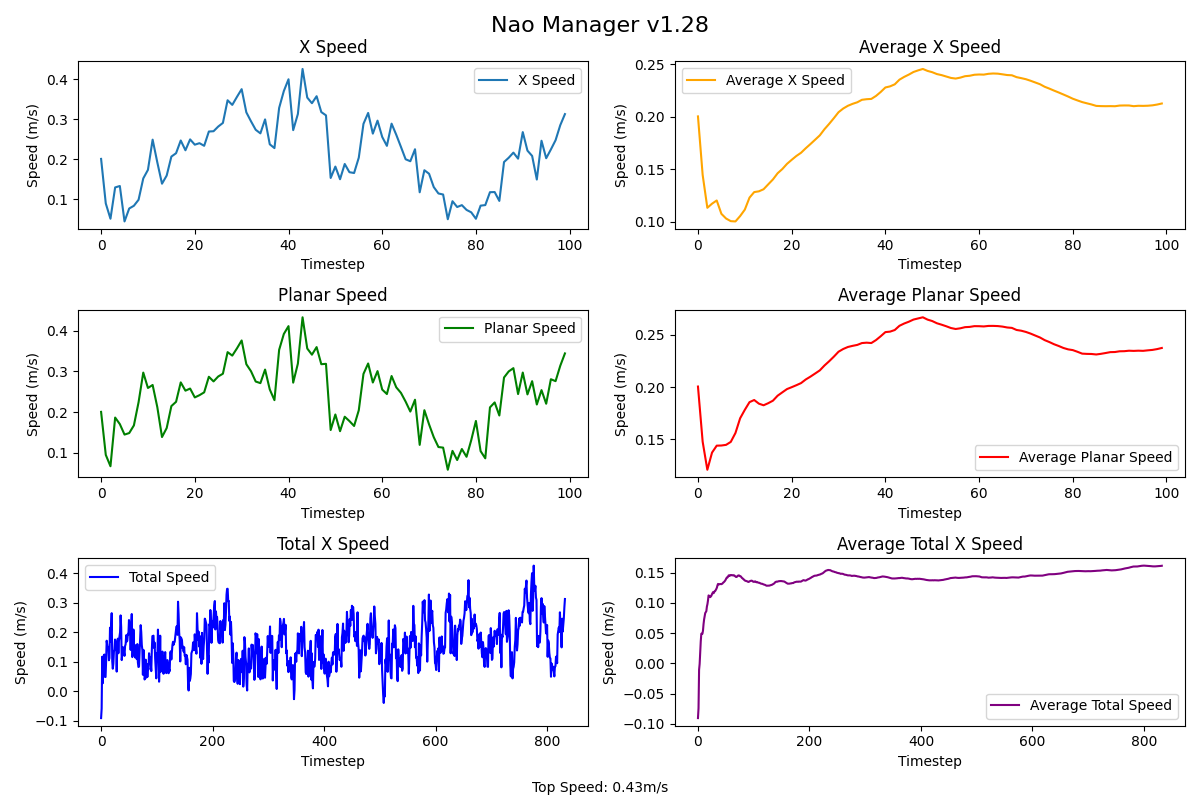 Nao Manager v1.28
X Speed
Speed (m/s)
0.4
0.3
0.2
0.1
X Speed
0 20 40 60 80 100
Timestep
Average X Speed
Speed (m/s)
0.25
0.20
0.15
0.10
Average X Speed
0 20 40 60 80 100
Timestep
Planar Speed
Speed (m/s)
0.4
0.3
0.2
0.1
Planar Speed
0 20 40 60 80 100
Timestep
Average Planar Speed
Speed (m/s)
0.25
0.20
0.15
Average Planar Speed
0 20 40 60 80 100
Timestep
Total X Speed
Speed (m/s)
0.4
0.3
0.2
0.1
0.0
−0.1
Total Speed
0 200 400 600 800
Timestep
Average Total X Speed
Speed (m/s)
0.15
0.10
0.05
0.00
−0.05
−0.10
Average Total Speed
0 200 400 600 800
Timestep
Top Speed: 0.43m/s